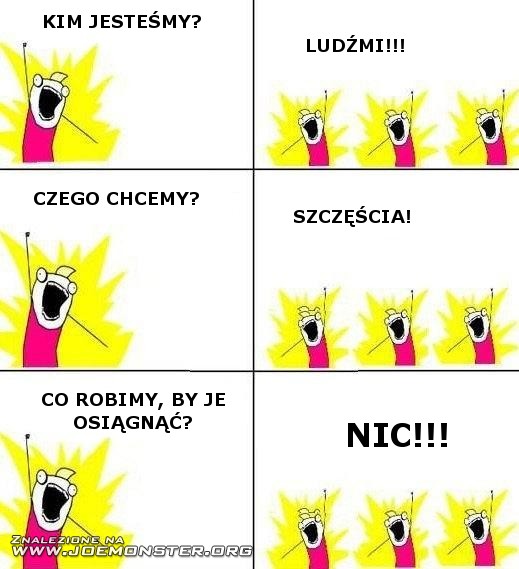 KIM JESTEŚMY?
LUDŹMI!!!
CZEGO CHCEMY?
SZCZĘŚCIA!
CO ROBIMY, BY JE
OSIĄGNĄĆ?
NIC!!!
ZNALEZIONE NA
WWW.JOEMONSTER.ORG